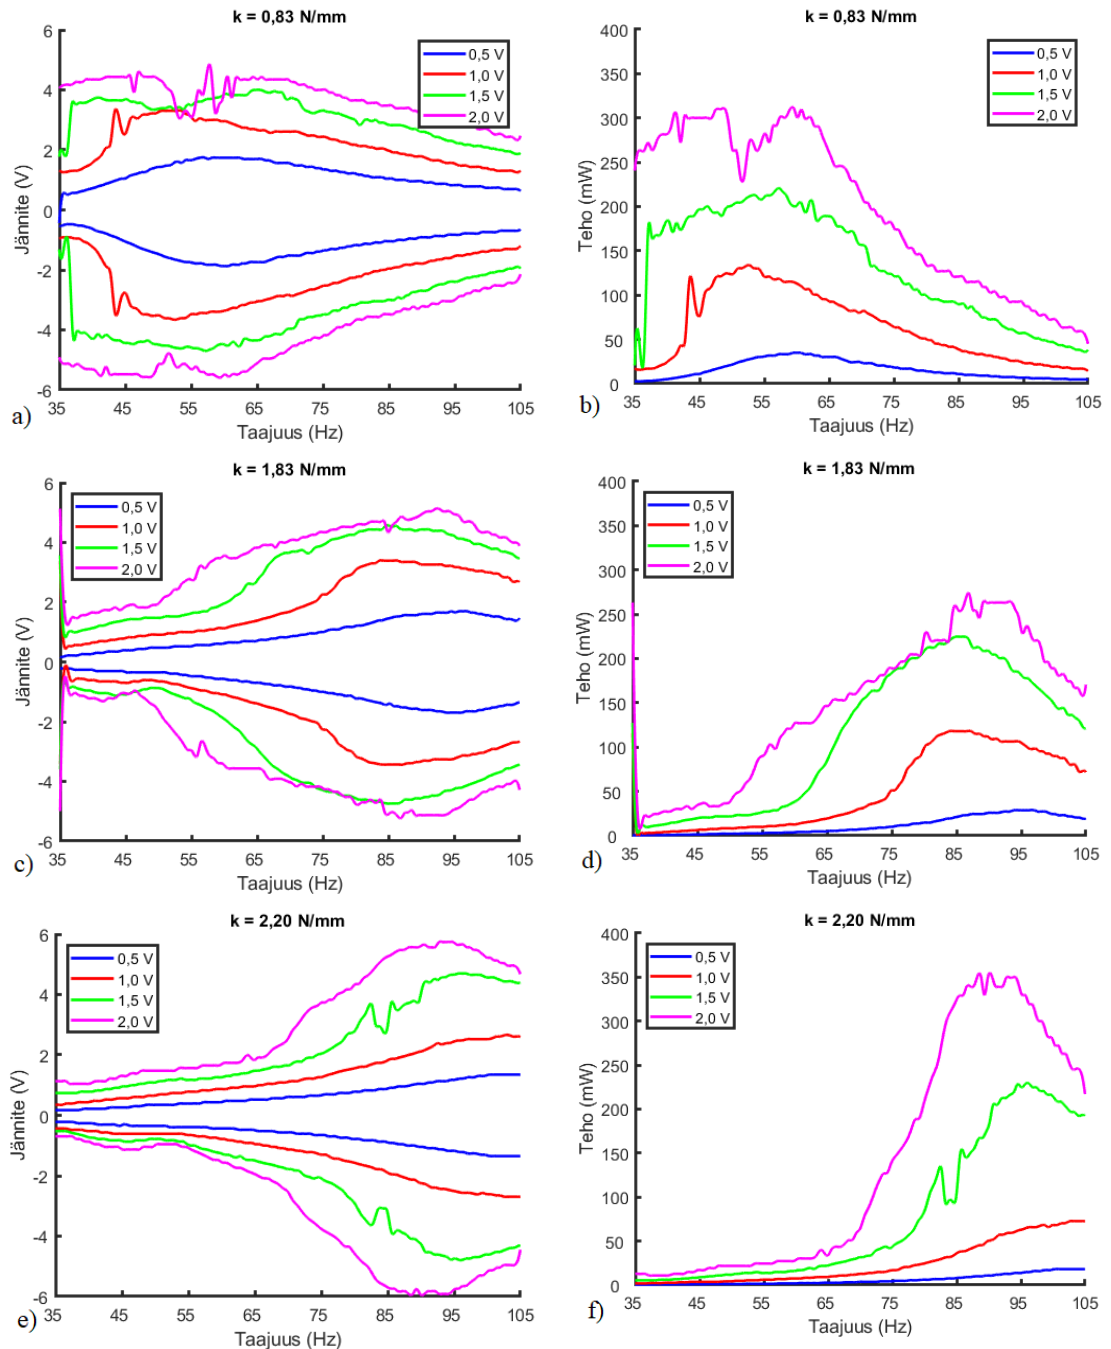 k = 0,83 N/mm
6
4
2
0
-2
-4
-6
Jännite (V)
0,5 V
1,0 V
1,5 V
2,0 V
35 45 55 65 75 85 95 105
Taajuus (Hz)
a)
k = 0,83 N/mm
400
350
300
250
200
150
100
50
0
Teho (mW)
0,5 V
1,0 V
1,5 V
2,0 V
35 45 55 65 75 85 95 105
Taajuus (Hz)
b)
k = 1,83 N/mm
6
4
2
0
-2
-4
-6
Jännite (V)
0,5 V
1,0 V
1,5 V
2,0 V
35 45 55 65 75 85 95 105
Taajuus (Hz)
c)
k = 1,83 N/mm
400
350
300
250
200
150
100
50
0
Teho (mW)
0,5 V
1,0 V
1,5 V
2,0 V
35 45 55 65 75 85 95 105
Taajuus (Hz)
d)
k = 2,20 N/mm
6
4
2
0
-2
-4
-6
Jännite (V)
0,5 V
1,0 V
1,5 V
2,0 V
35 45 55 65 75 85 95 105
Taajuus (Hz)
e)
k = 2,20 N/mm
400
350
300
250
200
150
100
50
0
Teho (mW)
0,5 V
1,0 V
1,5 V
2,0 V
35 45 55 65 75 85 95 105
Taajuus (Hz)
f)